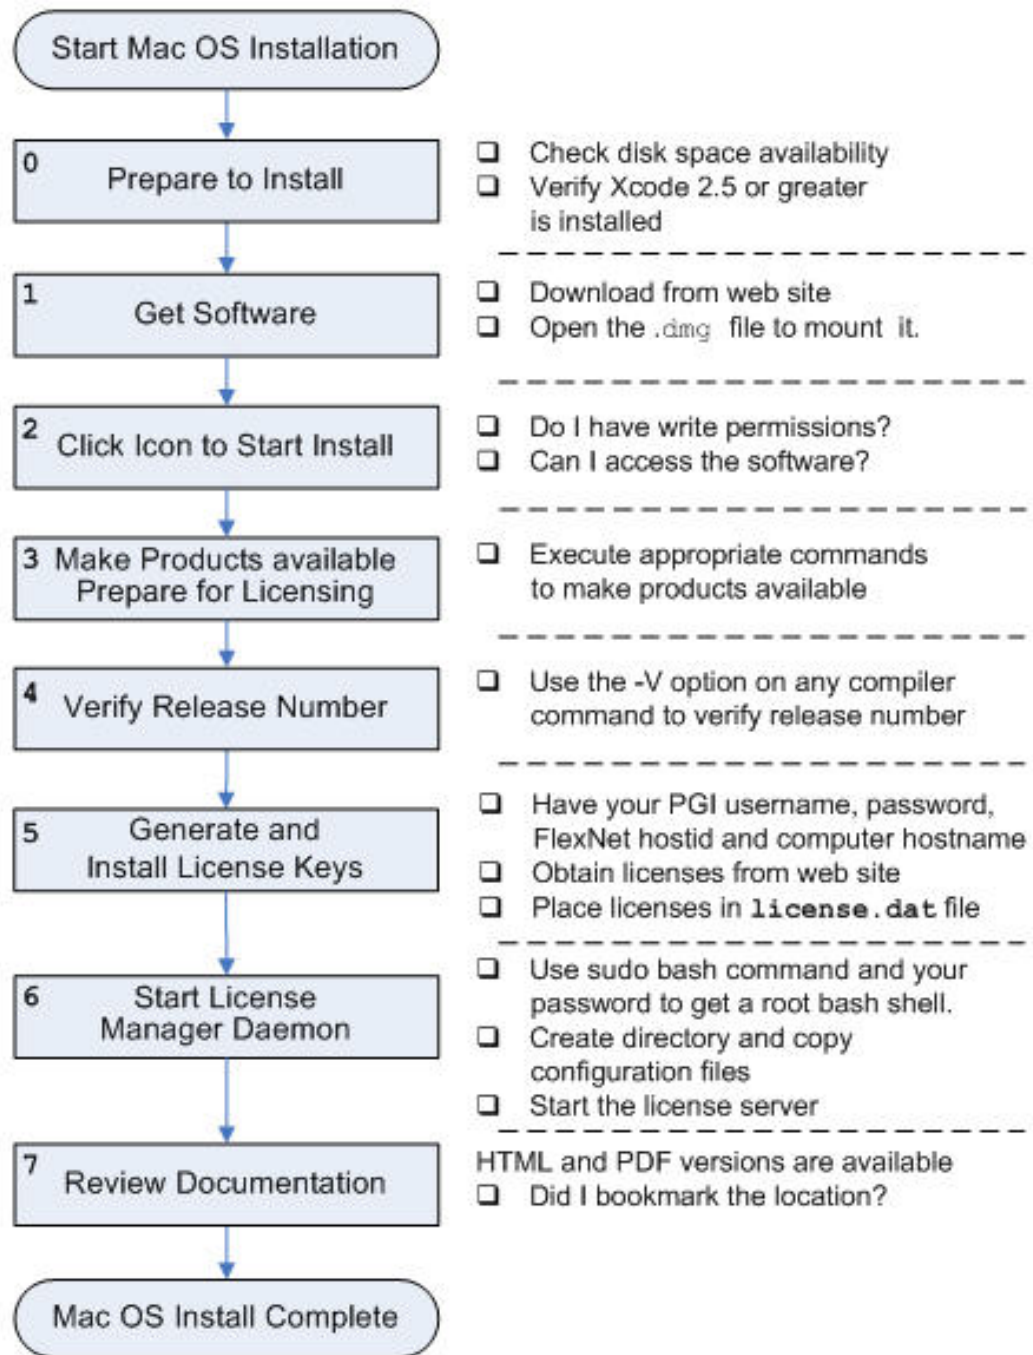 Start Mac OS Installation
0
Prepare to Install
❑ Check disk space availability
❑ Verify Xcode 2.5 or greater
is installed
1
Get Software
❑ Download from web site
❑ Open the .dmg file to mount it.
2
Click Icon to Start Install
❑ Do I have write permissions?
❑ Can I access the software?
3
Make Products available
Prepare for Licensing
❑ Execute appropriate commands
to make products available
4
Verify Release Number
❑ Use the -V option on any compiler
command to verify release number
5
Generate and
Install License Keys
❑ Have your PGI username, password,
FlexNet hostid and computer hostname
❑ Obtain licenses from web site
❑ Place licenses in license.dat file
6
Start License
Manager Daemon
❑ Use sudo bash command and your
password to get a root bash shell.
❑ Create directory and copy
configuration files
❑ Start the license server
7
Review Documentation
HTML and PDF versions are available
❑ Did I bookmark the location?
Mac OS Install Complete